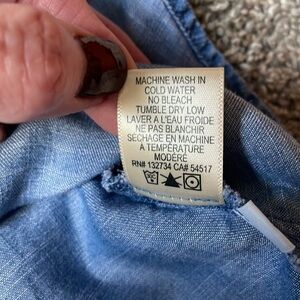 MACHINE WASH IN
COLD WATER
NO BLEACH
TUMBLE DRY LOW
LAVER A L'EAU FROIDE
NE PAS BLANCHIR
SECHAGE EN MACHINE
A TEMPÉRATURE
MODÉRÉ
RN# 132734 CA# 54517